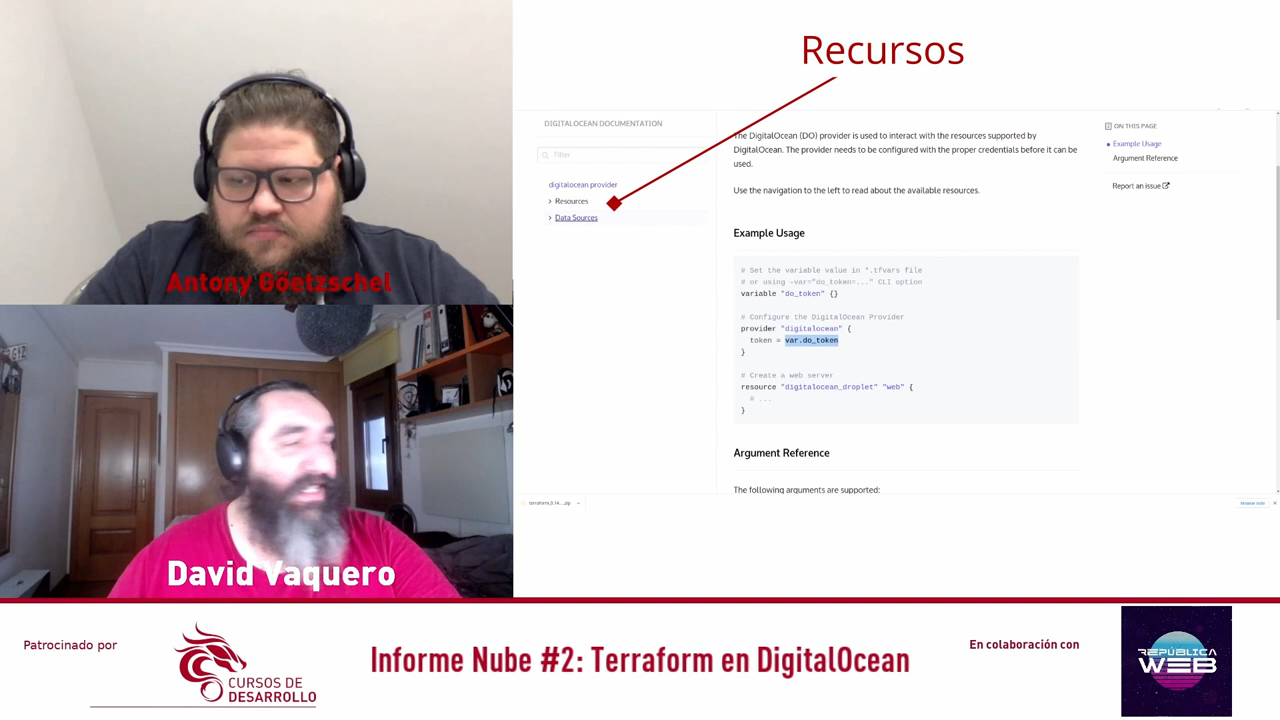 Recursos
Antony Göetzschel
David Vaquero
DIGITALOCEAN DOCUMENTATION
Filter
digitalocean provider
Resources
Data Sources
The DigitalOcean (DO) provider is used to interact with the resources supported by
DigitalOcean. The provider needs to be configured with the proper credentials before it can be
used.
Use the navigation to the left to read about the available resources.
Example Usage
# Set the variable value in *.tfvars file
# or using -var="do_token=..." CLI option
variable "do_token" {}
# Configure the DigitalOcean Provider
provider "digitalocean" {
token = var.do_token
}
# Create a web server
resource "digitalocean_droplet" "web" {
# ...
}
Argument Reference
The following arguments are supported:
ON THIS PAGE
Example Usage
Argument Reference
Report an issue
terraform_0.14....zip
Patrocinado por
CURSOS DE
DESARROLLO
Informe Nube #2: Terraform en DigitalOcean
En colaboración con
REPÚBLICA
WEB